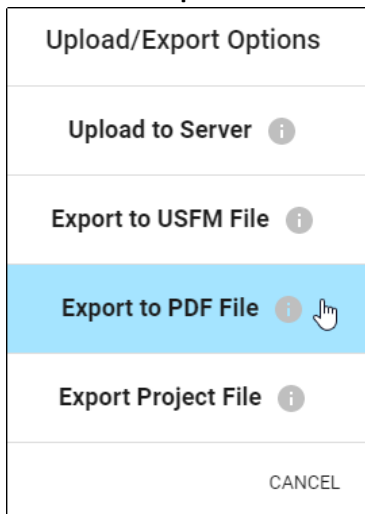 Upload/Export Options
Upload to Server
Export to USFM File
Export to PDF File
Export Project File
CANCEL